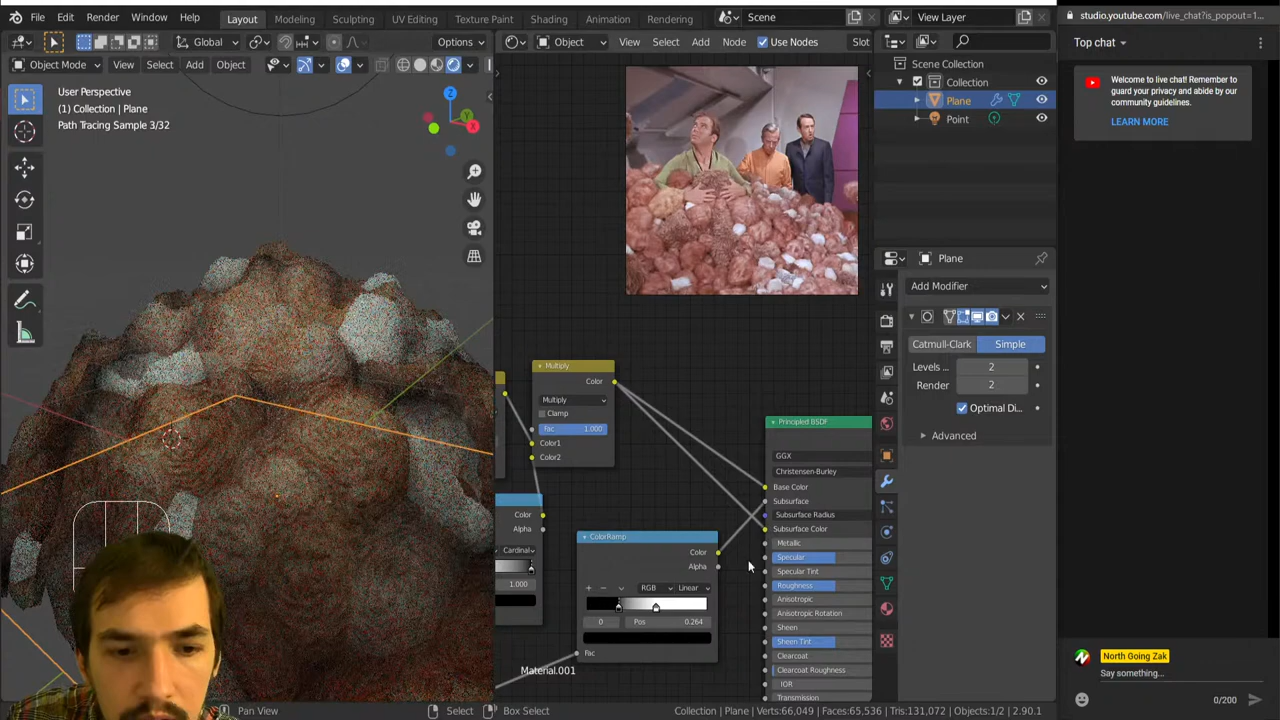 File Edit Render Window Help Layout Modeling Sculpting UV Editing Texture Paint Shading Animation Rendering Scene View Layer
Global Options Object View Select Add Node Use Nodes Slot
Object Mode View Select Add Object
User Perspective
(1) Collection | Plane
Path Tracing Sample 3/32
Z
Y
X
Multiply
Color
Multiply
Clamp
Fac 1.000
Color1
Color2
Color
Alpha
Cardinal
1.000
ColorRamp
Color
Alpha
RGB Linear
0 Pos 0.264
Fac
Material.001
Principled BSDF
GGX
Christensen-Burley
Base Color
Subsurface
Subsurface Radius
Subsurface Color
Metallic
Specular
Specular Tint
Roughness
Anisotropic
Anisotropic Rotation
Sheen
Sheen Tint
Clearcoat
Clearcoat Roughness
IOR
Transmission
Scene Collection
Collection
Plane
Point
Plane
Add Modifier
Catmull-Clark Simple
Levels ... 2
Render 2
Optimal Di...
Advanced
Pan View Select Box Select Collection | Plane | Verts:66,049 | Faces:65,536 | Tris:131,072 | Objects:1/2 | 2.90.1
studio.youtube.com/live_chat?is_popout=1...
Top chat
Welcome to live chat! Remember to
guard your privacy and abide by our
community guidelines.
LEARN MORE
North Going Zak
Say something...
0/200